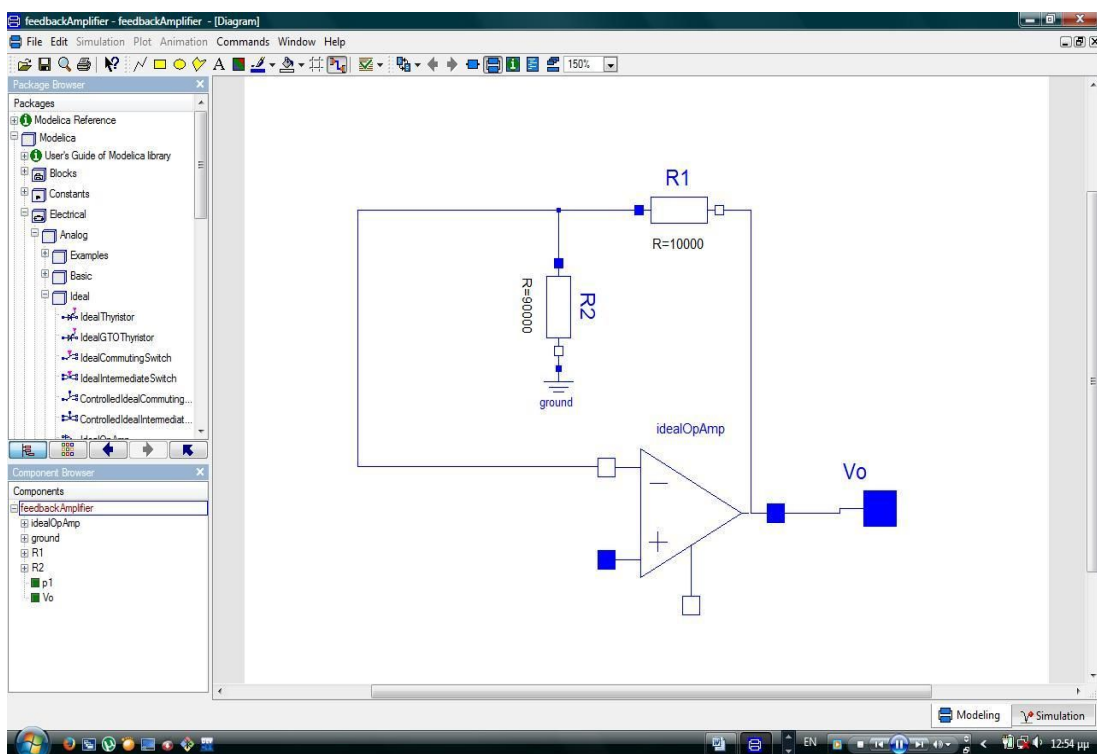 feedbackAmplifier - feedbackAmplifier - [Diagram]
File Edit Simulation Plot Animation Commands Window Help
A
150%
Package Browser
Packages
Modelica Reference
Modelica
User's Guide of Modelica library
Blocks
Constants
Electrical
Analog
Examples
Basic
Ideal
IdealThyristor
IdealGTOThyristor
IdealCommutingSwitch
IdealIntermediateSwitch
ControlledIdealCommuting...
ControlledIdealIntermediat...
IdealOpAmp
Component Browser
Components
feedbackAmplifier
idealOpAmp
ground
R1
R2
p1
Vo
R1
R=10000
R=90000
R2
ground
idealOpAmp
Vo
Modeling
Simulation
EN
12:54 μμ